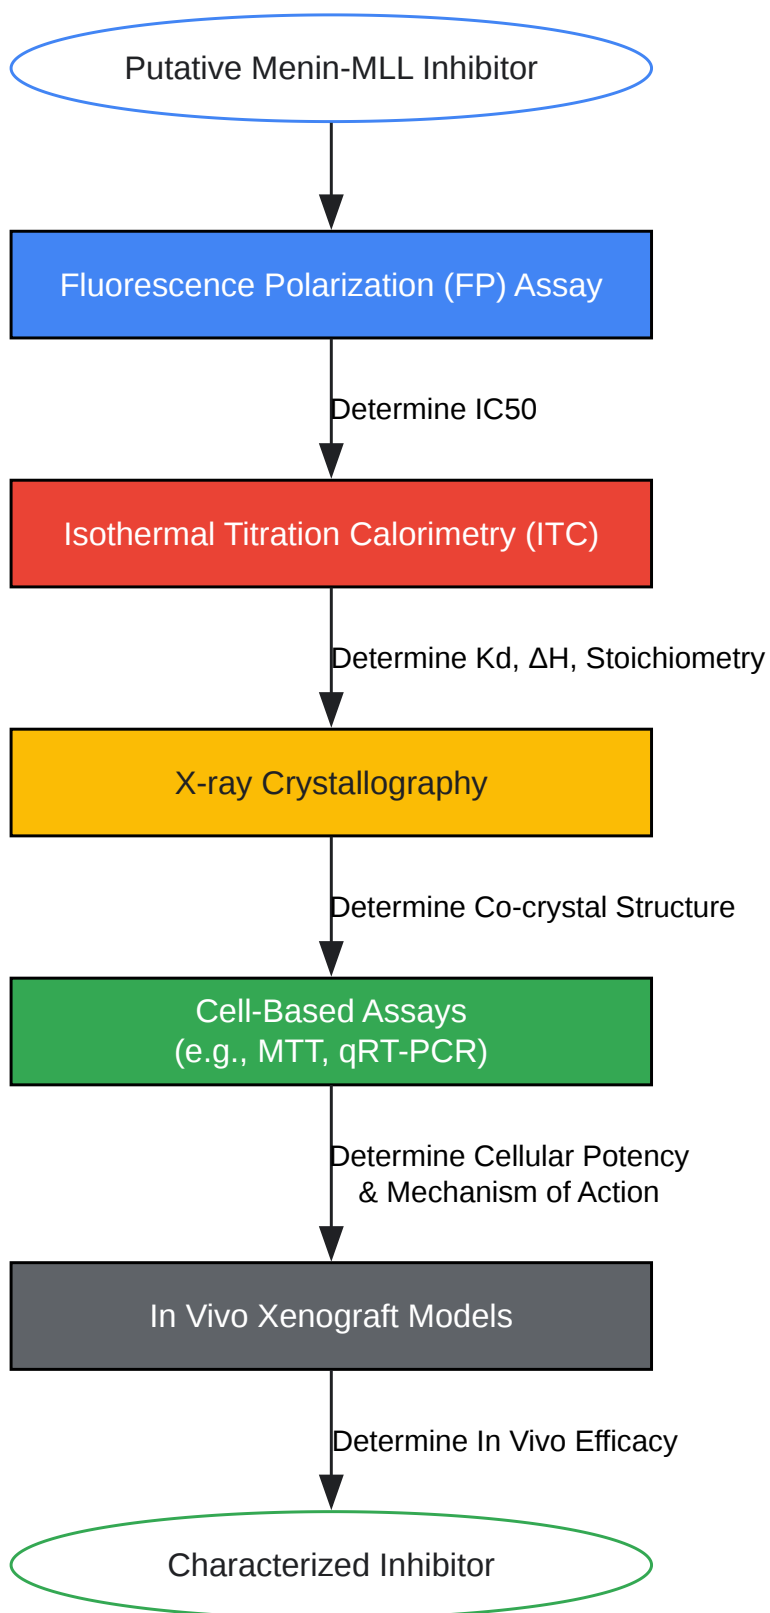 Putative Menin-MLL Inhibitor
Fluorescence Polarization (FP) Assay
Determine IC50
Isothermal Titration Calorimetry (ITC)
Determine Kd, ΔH, Stoichiometry
X-ray Crystallography
Determine Co-crystal Structure
Cell-Based Assays
(e.g., MTT, qRT-PCR)
Determine Cellular Potency
& Mechanism of Action
In Vivo Xenograft Models
Determine In Vivo Efficacy
Characterized Inhibitor